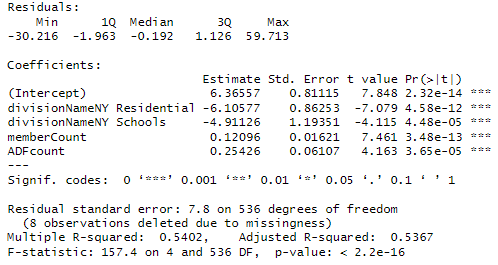 Residuals:
    Min      1Q  Median      3Q     Max
-30.216  -1.963  -0.192   1.126  59.713

Coefficients:
                           Estimate Std. Error t value Pr(>|t|)
(Intercept)                 6.36557    0.81115   7.848 2.32e-14 ***
divisionNameNY Residential -6.10577    0.86253  -7.079 4.58e-12 ***
divisionNameNY Schools     -4.91126    1.19351  -4.115 4.48e-05 ***
memberCount                 0.12096    0.01621   7.461 3.48e-13 ***
ADFcount                    0.25426    0.06107   4.163 3.65e-05 ***
---
Signif. codes:  0 ‘***’ 0.001 ‘**’ 0.01 ‘*’ 0.05 ‘.’ 0.1 ‘ ’ 1

Residual standard error: 7.8 on 536 degrees of freedom
  (8 observations deleted due to missingness)
Multiple R-squared:  0.5402,    Adjusted R-squared:  0.5367
F-statistic: 157.4 on 4 and 536 DF,  p-value: < 2.2e-16